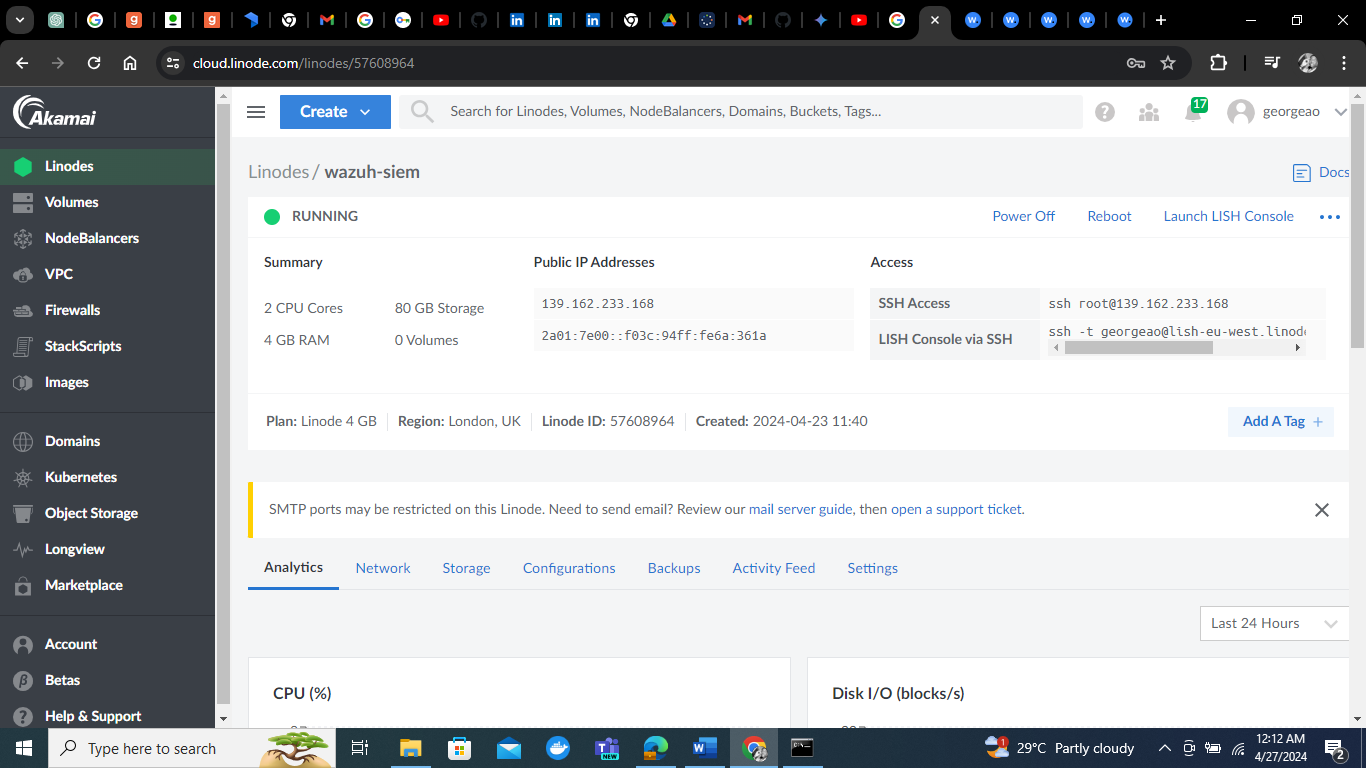 cloud.linode.com/linodes/57608964
Akamai
Create
Search for Linodes, Volumes, NodeBalancers, Domains, Buckets, Tags...
17
georgeao
Linodes
Volumes
NodeBalancers
VPC
Firewalls
StackScripts
Images
Domains
Kubernetes
Object Storage
Longview
Marketplace
Account
Betas
Help & Support
Linodes / wazuh-siem
Docs
RUNNING
Power Off Reboot Launch LISH Console
Summary
2 CPU Cores 80 GB Storage
4 GB RAM 0 Volumes
Public IP Addresses
139.162.233.168
2a01:7e00::f03c:94ff:fe6a:361a
Access
SSH Access ssh root@139.162.233.168
LISH Console via SSH ssh -t georgeao@lish-eu-west.linode
Plan: Linode 4 GB Region: London, UK Linode ID: 57608964 Created: 2024-04-23 11:40
Add A Tag +
SMTP ports may be restricted on this Linode. Need to send email? Review our mail server guide, then open a support ticket.
Analytics Network Storage Configurations Backups Activity Feed Settings
Last 24 Hours
CPU (%)
Disk I/O (blocks/s)
Type here to search
NEW
1
29°C Partly cloudy
12:12 AM
4/27/2024
2